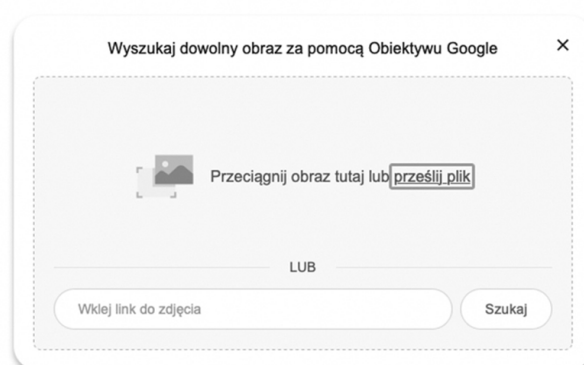 Wyszukaj dowolny obraz za pomocą Obiektywu Google
Przeciągnij obraz tutaj lub prześlij plik
LUB
Wklej link do zdjęcia
Szukaj